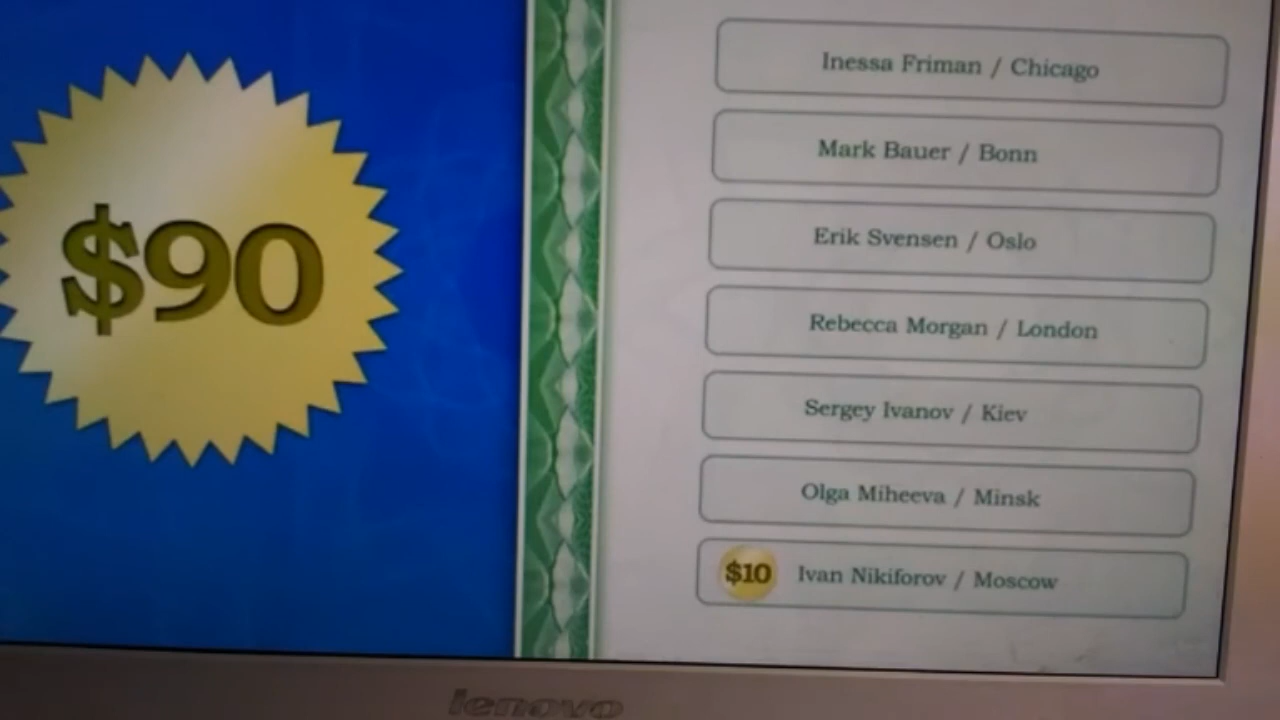 $90
Inessa Friman / Chicago
Mark Bauer / Bonn
Erik Svensen / Oslo
Rebecca Morgan / London
Sergey Ivanov / Kiev
Olga Miheeva / Minsk
$10 Ivan Nikiforov / Moscow
lenovo